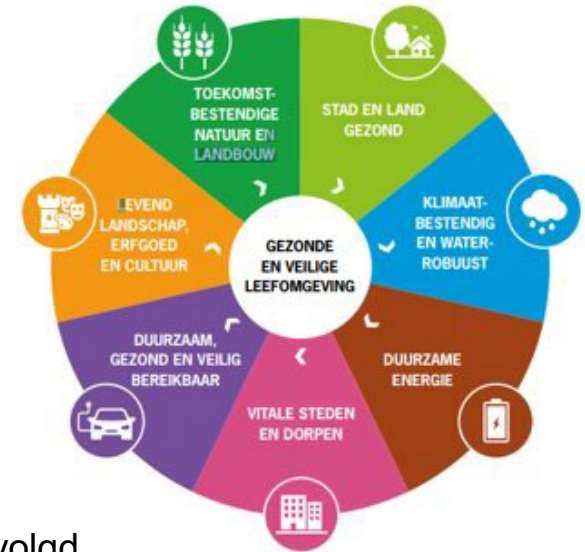 TOEKOMST-
BESTENDIGE
NATUUR EN
LANDBOUW
STAD EN LAND
GEZOND
KLIMAAT-
BESTENDIG
EN WATER-
ROBUUST
DUURZAME
ENERGIE
VITALE STEDEN
EN DORPEN
DUURZAAM,
GEZOND EN VEILIG
BEREIKBAAR
LEVEND
LANDSCHAP,
ERFGOED
EN CULTUUR
GEZONDE
EN VEILIGE
LEEFOMGEVING
volgd